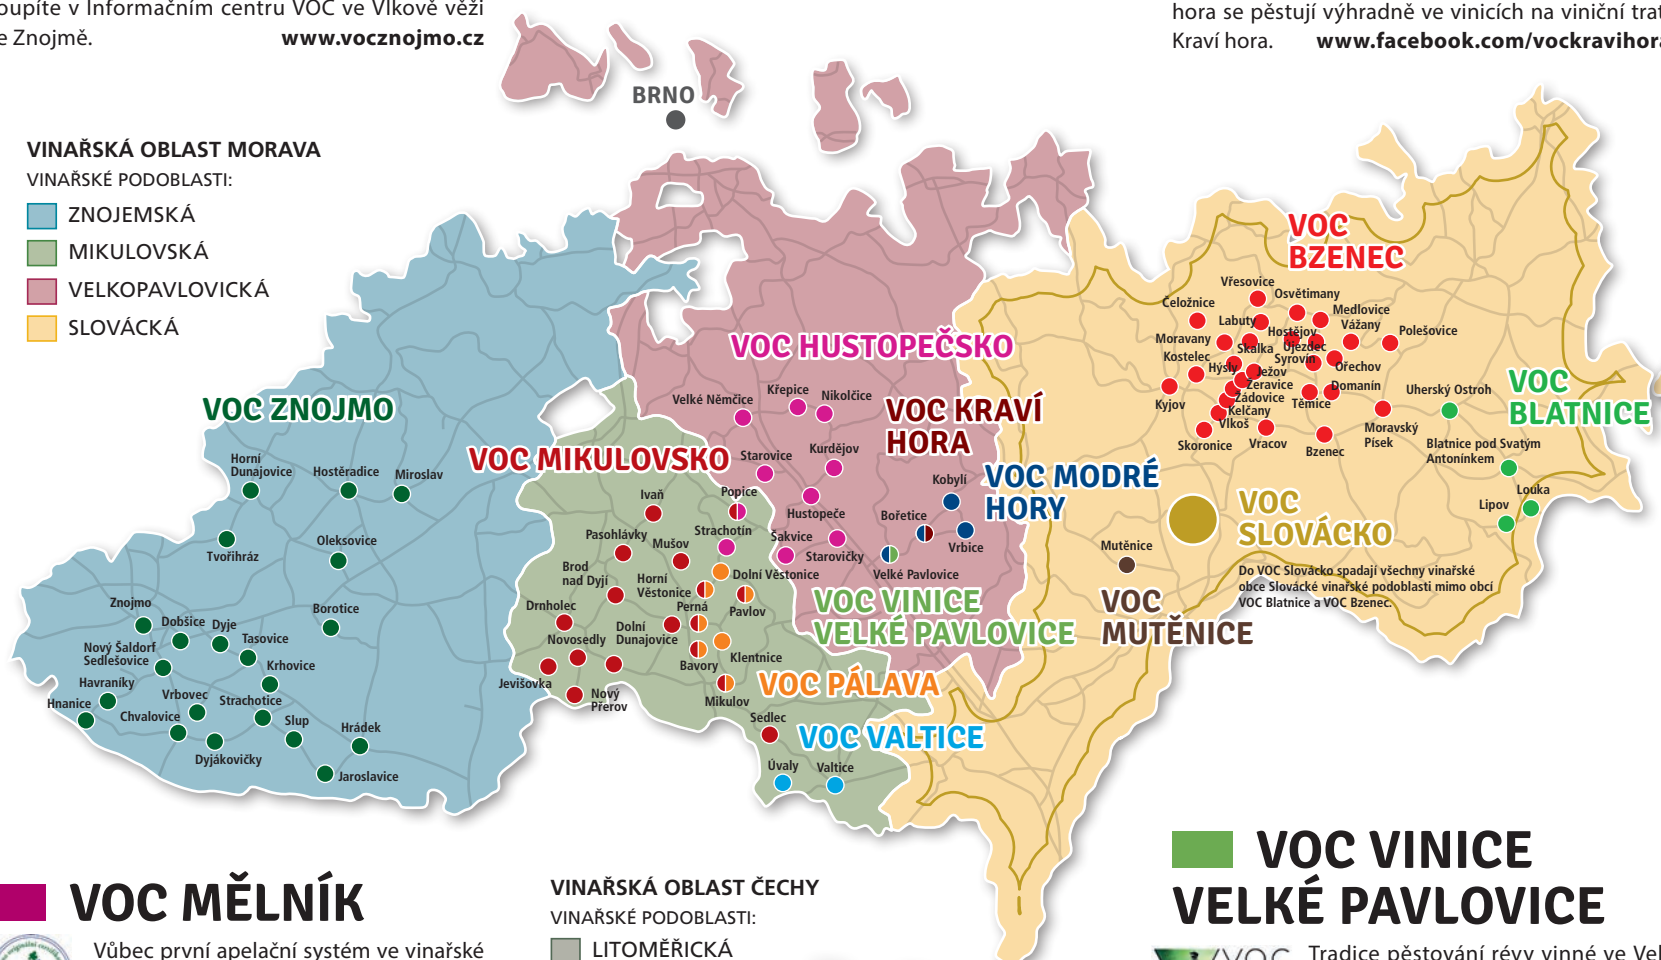 oupíte v Informačním centru VOC ve Vlkově věži
e Znojmě. www.vocznojmo.cz
hora se pěstují výhradně ve vinicích na viniční trat
Kraví hora. www.facebook.com/vockravihora
BRNO
VINAŘSKÁ OBLAST MORAVA
VINAŘSKÉ PODOBLASTI:
ZNOJEMSKÁ
MIKULOVSKÁ
VELKOPAVLOVICKÁ
SLOVÁCKÁ
VOC ZNOJMO
Horní
Dunajovice
Hostěradice
Miroslav
Tvořihráz
Oleksovice
Znojmo
Dobšice
Dyje
Borotice
Tasovice
Nový Šaldorf
Sedlešovice
Krhovice
Havraníky
Hnanice
Vrbovec
Strachotice
Chvalovice
Slup
Hrádek
Dyjákovičky
Jaroslavice
VOC MIKULOVSKO
Ivaň
Popice
Pasohlávky
Mušov
Strachotín
Brod
nad Dyjí
Horní
Věstonice
Dolní Věstonice
Drnholec
Perná
Pavlov
Novosedly
Dolní
Dunajovice
Bavory
Klentnice
Jevišovka
Nový
Přerov
Mikulov
Sedlec
VOC PÁLAVA
VOC VALTICE
Úvaly
Valtice
VOC HUSTOPEČSKO
Velké Němčice
Křepice
Nikolčice
Starovice
Kurdějov
Hustopeče
Šakvice
Starovičky
VOC KRAVÍ
HORA
Kobylí
VOC MODRÉ
HORY
Bořetice
Vrbice
Velké Pavlovice
VOC VINICE
VELKÉ PAVLOVICE
VOC
BZENEC
Vřesovice
Osvětimany
Čeložnice
Labuty
Medlovice
Moravany
Hostějov
Vážany
Polešovice
Skalka
Újezdec
Kostelec
Hýsly
Syrovín
Ježov
Ořechov
Žeravice
Domanín
Kyjov
Žádovice
Těmice
Kelčany
Vlkoš
Skoronice
Vracov
Bzenec
Moravský
Písek
Uherský Ostroh
VOC
BLATNICE
Blatnice pod Svatým
Antonínkem
Louka
Lipov
VOC
SLOVÁCKO
Do VOC Slovácko spadají všechny vinařské
obce Slovácké vinařské podoblasti mimo obcí
VOC Blatnice a VOC Bzenec.
Mutěnice
VOC
MUTĚNICE
VOC MĚLNÍK
Vůbec první apelační systém ve vinařské
VINAŘSKÁ OBLAST ČECHY
VINAŘSKÉ PODOBLASTI:
LITOMĚŘICKÁ
VOC VINICE
VELKÉ PAVLOVICE
Tradice pěstování révy vinné ve Vel